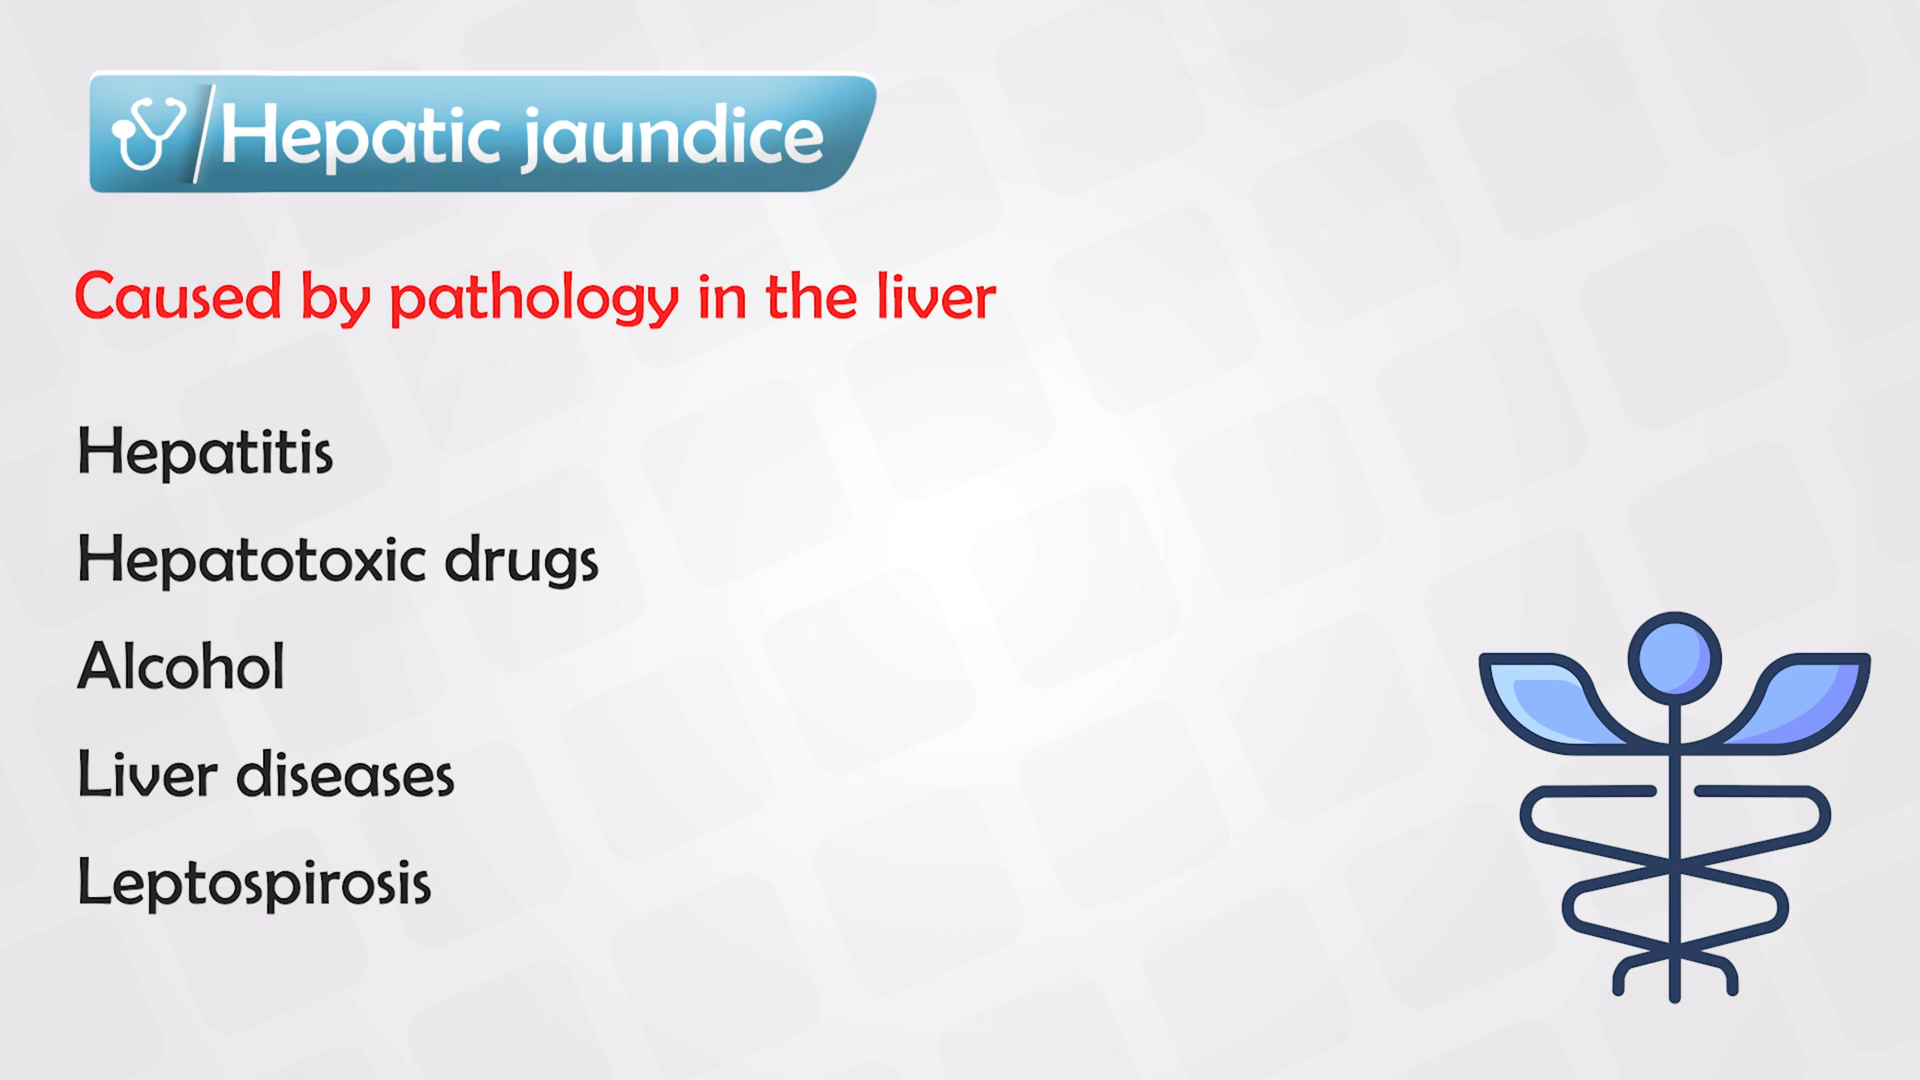 Hepatic jaundice
Caused by pathology in the liver
Hepatitis
Hepatotoxic drugs
Alcohol
Liver diseases
Leptospirosis